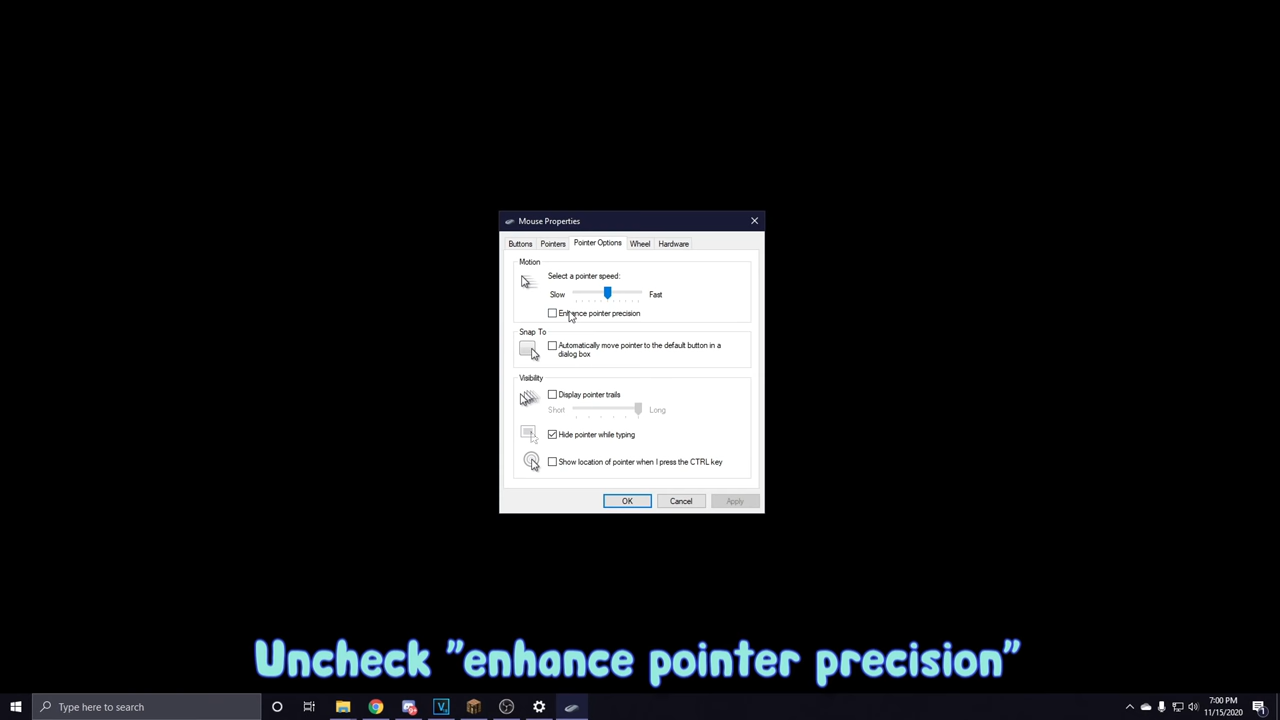 Mouse Properties
Buttons
Pointers
Pointer Options
Wheel
Hardware
Motion
Select a pointer speed:
Slow
Fast
Enhance pointer precision
Snap To
Automatically move pointer to the default button in a
dialog box
Visibility
Display pointer trails
Short
Long
Hide pointer while typing
Show location of pointer when I press the CTRL key
OK
Cancel
Apply
Uncheck "enhance pointer precision"
Type here to search
7:00 PM
11/15/2020